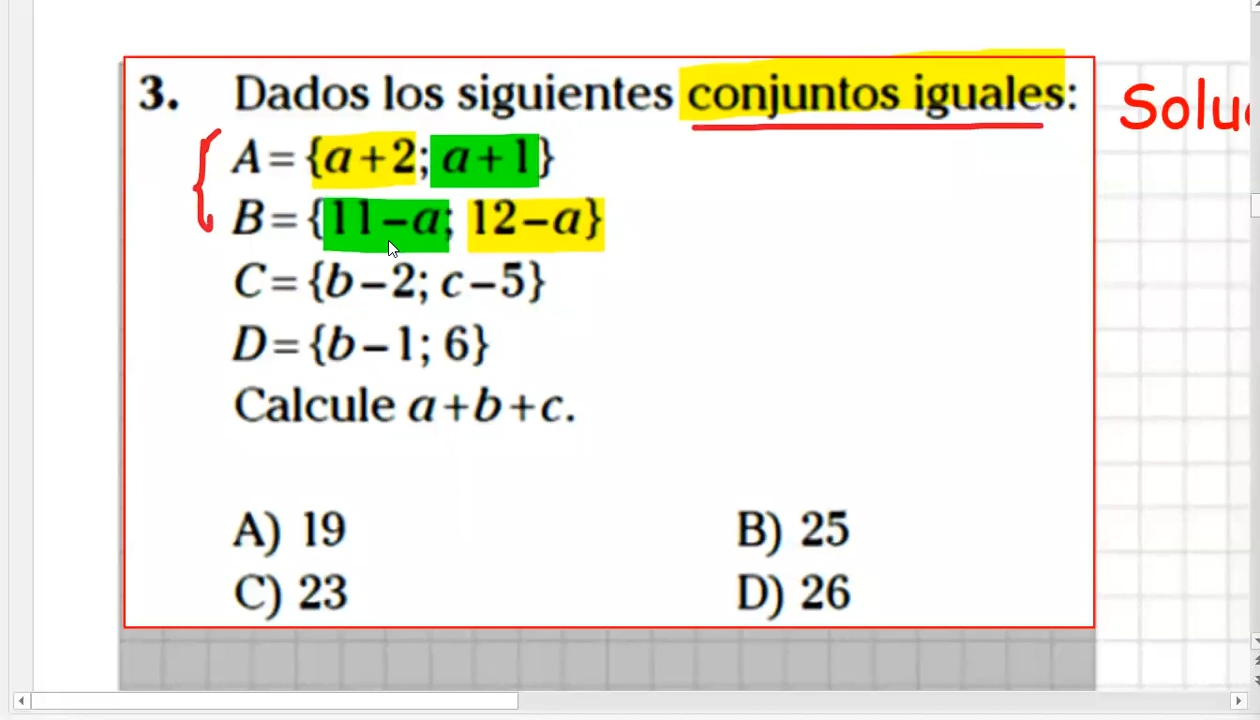 3. Dados los siguientes conjuntos iguales:
A={a+2; a+1}
B={11−a; 12−a}
C={b−2; c−5}
D={b−1; 6}
Calcule a+b+c.
A) 19 B) 25
C) 23 D) 26